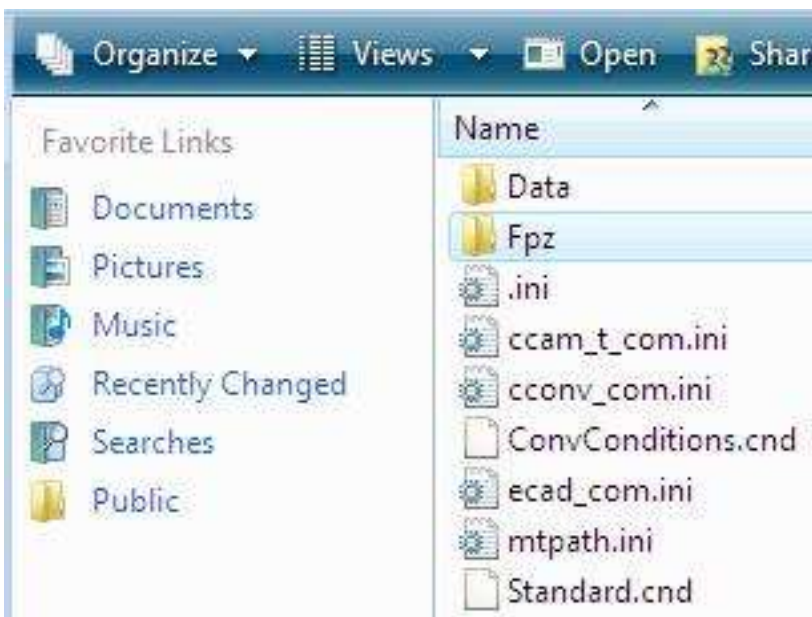 Organize Views Open Shar
Favorite Links
Documents
Pictures
Music
Recently Changed
Searches
Public
Name
Data
Fpz
.ini
ccam_t_com.ini
cconv_com.ini
ConvConditions.cnd
ecad_com.ini
mtpath.ini
Standard.cnd